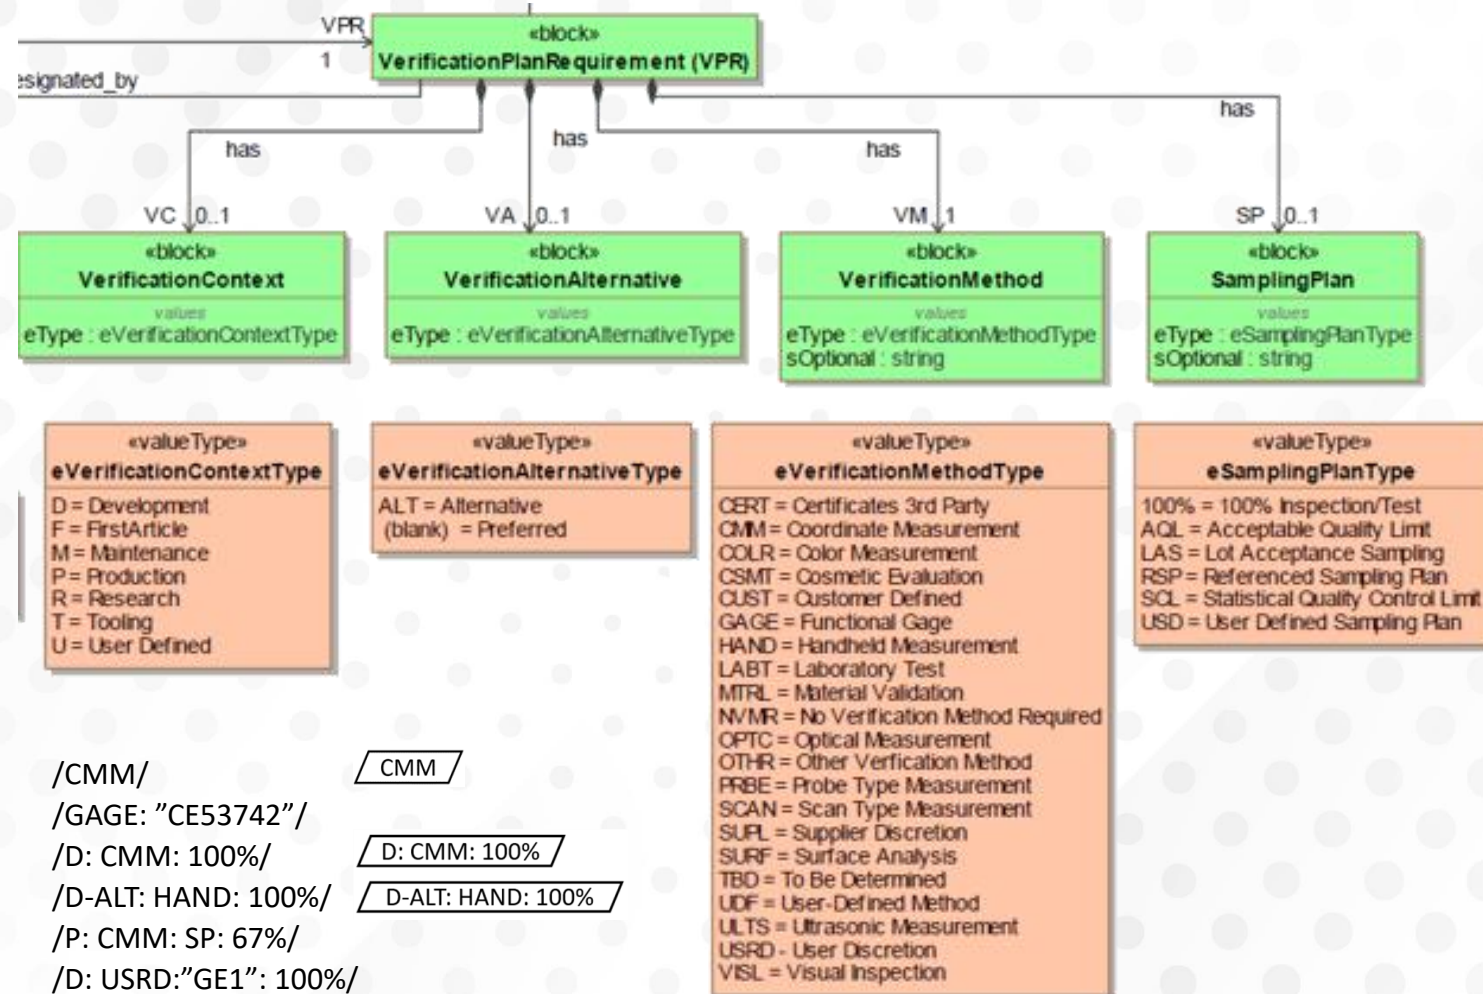 VPR
1
esignated_by
«block»
VerificationPlanRequirement (VPR)
has
has
has
has
VC 0..1
VA 0..1
VM 1
SP 0..1
«block»
VerificationContext
values
eType : eVerificationContextType
«block»
VerificationAlternative
values
eType : eVerificationAlternativeType
«block»
VerificationMethod
values
eType : eVerificationMethodType
sOptional : string
«block»
SamplingPlan
values
eType : eSamplingPlanType
sOptional : string
«valueType»
eVerificationContextType
D = Development
F = FirstArticle
M = Maintenance
P = Production
R = Research
T = Tooling
U = User Defined
«valueType»
eVerificationAlternativeType
ALT = Alternative
(blank) = Preferred
«valueType»
eVerificationMethodType
CERT = Certificates 3rd Party
CMM = Coordinate Measurement
COLR = Color Measurement
CSMT = Cosmetic Evaluation
CUST = Customer Defined
GAGE = Functional Gage
HAND = Handheld Measurement
LABT = Laboratory Test
MTRL = Material Validation
NVMR = No Verification Method Required
OPTC = Optical Measurement
OTHR = Other Verfication Method
PRBE = Probe Type Measurement
SCAN = Scan Type Measurement
SUPL = Supplier Discretion
SURF = Surface Analysis
TBD = To Be Determined
UDF = User-Defined Method
ULTS = Ultrasonic Measurement
USRD - User Discretion
VISL = Visual Inspection
«valueType»
eSamplingPlanType
100% = 100% Inspection/Test
AQL = Acceptable Quality Limit
LAS = Lot Acceptance Sampling
RSP = Referenced Sampling Plan
SCL = Statistical Quality Control Limit
USD = User Defined Sampling Plan
/CMM/
/GAGE: ”CE53742”/
/D: CMM: 100%/
/D-ALT: HAND: 100%/
/P: CMM: SP: 67%/
/D: USRD:”GE1”: 100%/
CMM
D: CMM: 100%
D-ALT: HAND: 100%